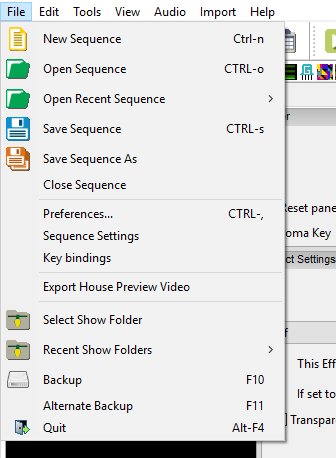 File Edit Tools View Audio Import Help
New Sequence Ctrl-n
Open Sequence CTRL-o
Open Recent Sequence
Save Sequence CTRL-s
Save Sequence As
Close Sequence
Preferences... CTRL-,
Reset pane
Sequence Settings
oma Key
Key bindings
ct Settings
Export House Preview Video
Select Show Folder
Recent Show Folders
This Eff
Backup F10
If set to
Alternate Backup F11
Transpare
Quit Alt-F4